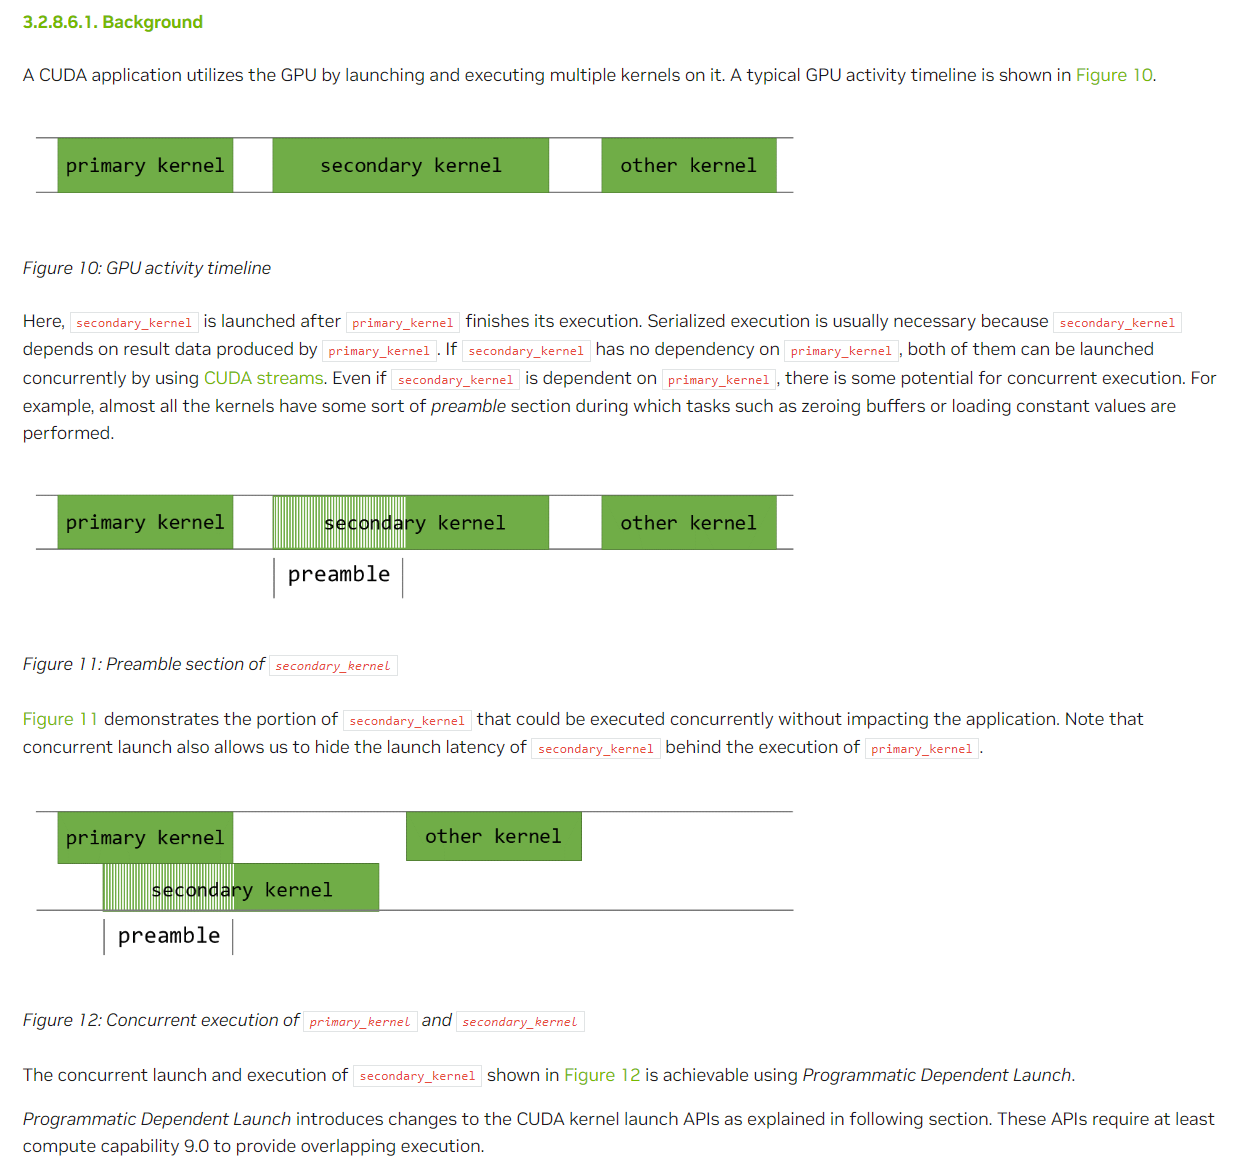 3.2.8.6.1. Background
A CUDA application utilizes the GPU by launching and executing multiple kernels on it. A typical GPU activity timeline is shown in Figure 10.
primary kernel secondary kernel other kernel
Figure 10: GPU activity timeline
Here, secondary_kernel is launched after primary_kernel finishes its execution. Serialized execution is usually necessary because secondary_kernel
depends on result data produced by primary_kernel. If secondary_kernel has no dependency on primary_kernel, both of them can be launched
concurrently by using CUDA streams. Even if secondary_kernel is dependent on primary_kernel, there is some potential for concurrent execution. For
example, almost all the kernels have some sort of preamble section during which tasks such as zeroing buffers or loading constant values are
performed.
primary kernel secondary kernel other kernel
preamble
Figure 11: Preamble section of secondary_kernel
Figure 11 demonstrates the portion of secondary_kernel that could be executed concurrently without impacting the application. Note that
concurrent launch also allows us to hide the launch latency of secondary_kernel behind the execution of primary_kernel.
primary kernel other kernel
secondary kernel
preamble
Figure 12: Concurrent execution of primary_kernel and secondary_kernel
The concurrent launch and execution of secondary_kernel shown in Figure 12 is achievable using Programmatic Dependent Launch.
Programmatic Dependent Launch introduces changes to the CUDA kernel launch APIs as explained in following section. These APIs require at least
compute capability 9.0 to provide overlapping execution.